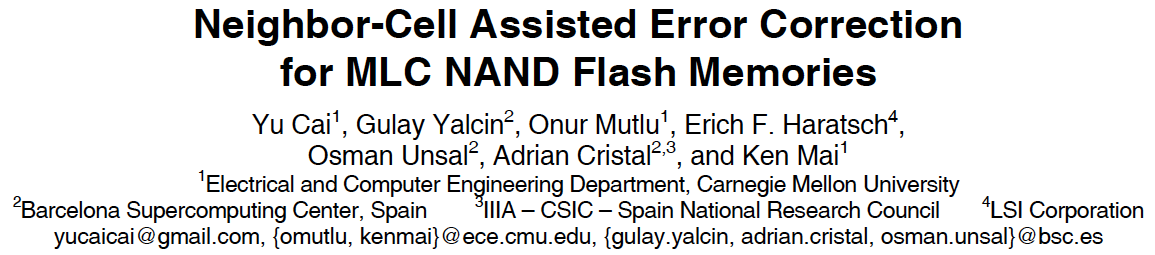 Neighbor-Cell Assisted Error Correction
for MLC NAND Flash Memories
Yu Cai1, Gulay Yalcin2, Onur Mutlu1, Erich F. Haratsch4,
Osman Unsal2, Adrian Cristal2,3, and Ken Mai1
1Electrical and Computer Engineering Department, Carnegie Mellon University
2Barcelona Supercomputing Center, Spain 3IIIA – CSIC – Spain National Research Council 4LSI Corporation
yucaicai@gmail.com, {omutlu, kenmai}@ece.cmu.edu, {gulay.yalcin, adrian.cristal, osman.unsal}@bsc.es